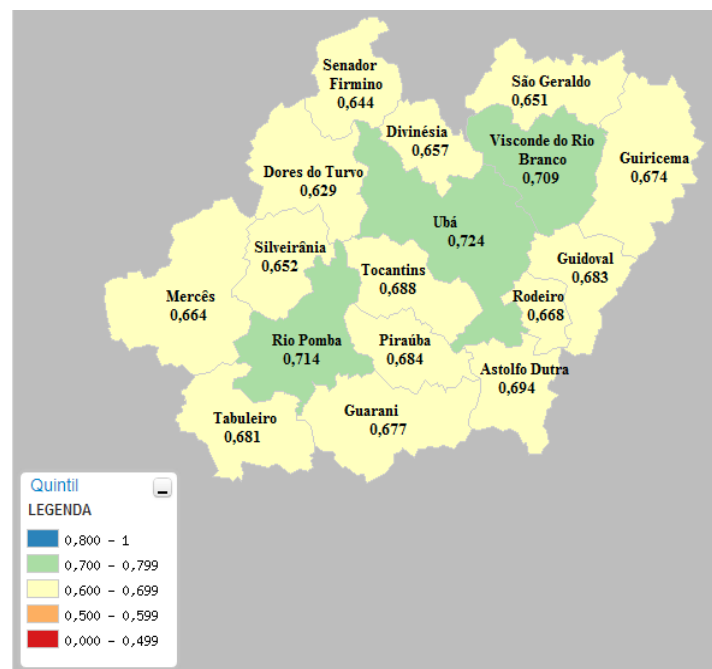 Senador
Firmino
0,644
São Geraldo
0,651
Divinésia
0,657
Visconde do Rio
Branco
0,709
Guiricema
0,674
Dores do Turvo
0,629
Ubá
0,724
Silveirânia
0,652
Tocantins
0,688
Guidoval
0,683
Mercês
0,664
Rodeiro
0,668
Rio Pomba
0,714
Piraúba
0,684
Astolfo Dutra
0,694
Tabuleiro
0,681
Guarani
0,677
Quintil
LEGENDA
0,800 - 1
0,700 - 0,799
0,600 - 0,699
0,500 - 0,599
0,000 - 0,499